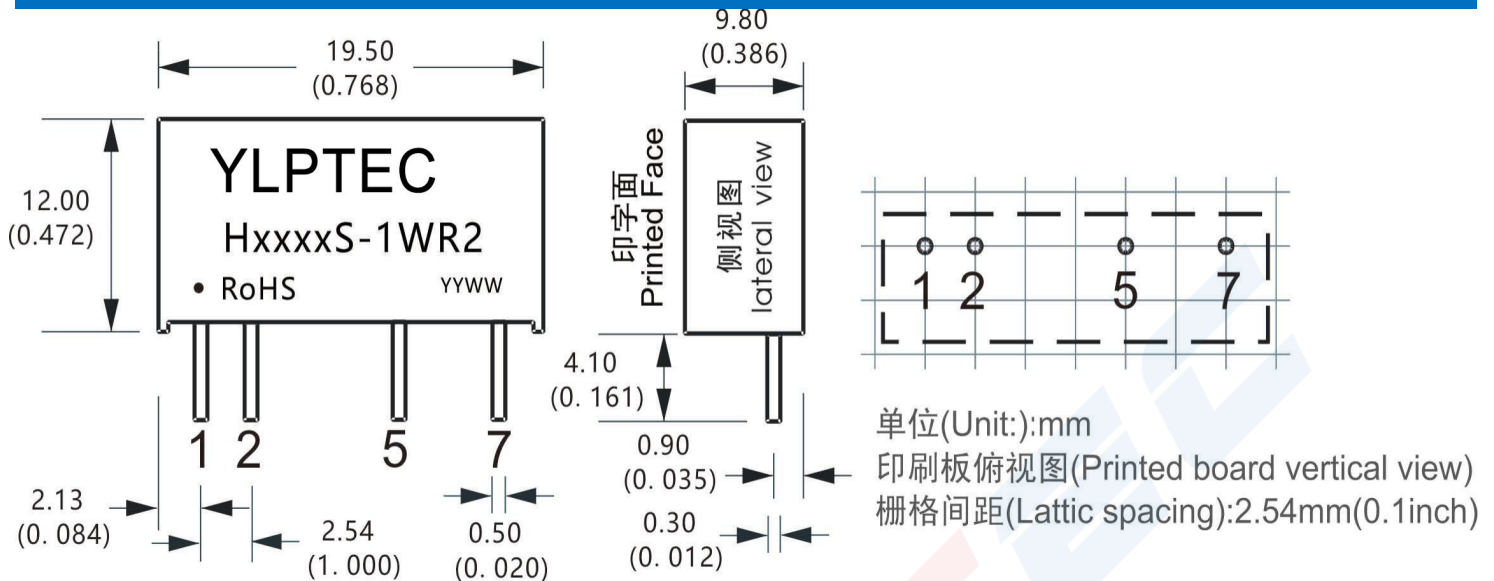 19.50
(0.768)
9.80
(0.386)
12.00
(0.472)
YLPTEC
HxxxxS-1WR2
RoHS
YYWW
印字面
Printed Face
侧视图
lateral view
4.10
(0. 161)
1 2 5 7
1 2 5 7
2.13
(0. 084)
2.54
(1. 000)
0.50
(0. 020)
0.90
(0. 035)
0.30
(0. 012)
单位(Unit:):mm
印刷板俯视图(Printed board vertical view)
栅格间距(Lattic spacing):2.54mm(0.1inch)